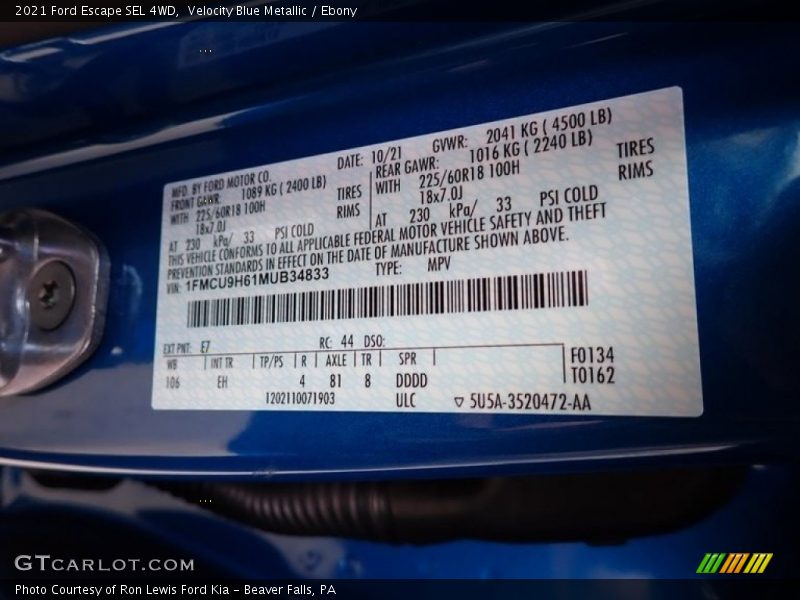 2021 Ford Escape SEL 4WD, Velocity Blue Metallic / Ebony
MFD. BY FORD MOTOR CO.
DATE: 10/21
GVWR: 2041 KG ( 4500 LB)
FRONT GAWR: 1089 KG ( 2400 LB)
REAR GAWR: 1016 KG ( 2240 LB)
WITH 225/60R18 100H TIRES
WITH 225/60R18 100H TIRES
18x7.0J RIMS
18x7.0J RIMS
AT 230 kPa/ 33 PSI COLD
AT 230 kPa/ 33 PSI COLD
THIS VEHICLE CONFORMS TO ALL APPLICABLE FEDERAL MOTOR VEHICLE SAFETY AND THEFT
PREVENTION STANDARDS IN EFFECT ON THE DATE OF MANUFACTURE SHOWN ABOVE.
VIN: 1FMCU9H61MUB34833
TYPE: MPV
EXT PNT: E7 RC: 44 DSO:
WB INT TR TP/PS R AXLE TR SPR
106 EH 4 81 8 DDDD
F0134
T0162
1202110071903 ULC ▽ 5U5A-3520472-AA
GTCARLOT.COM
Photo Courtesy of Ron Lewis Ford Kia - Beaver Falls, PA